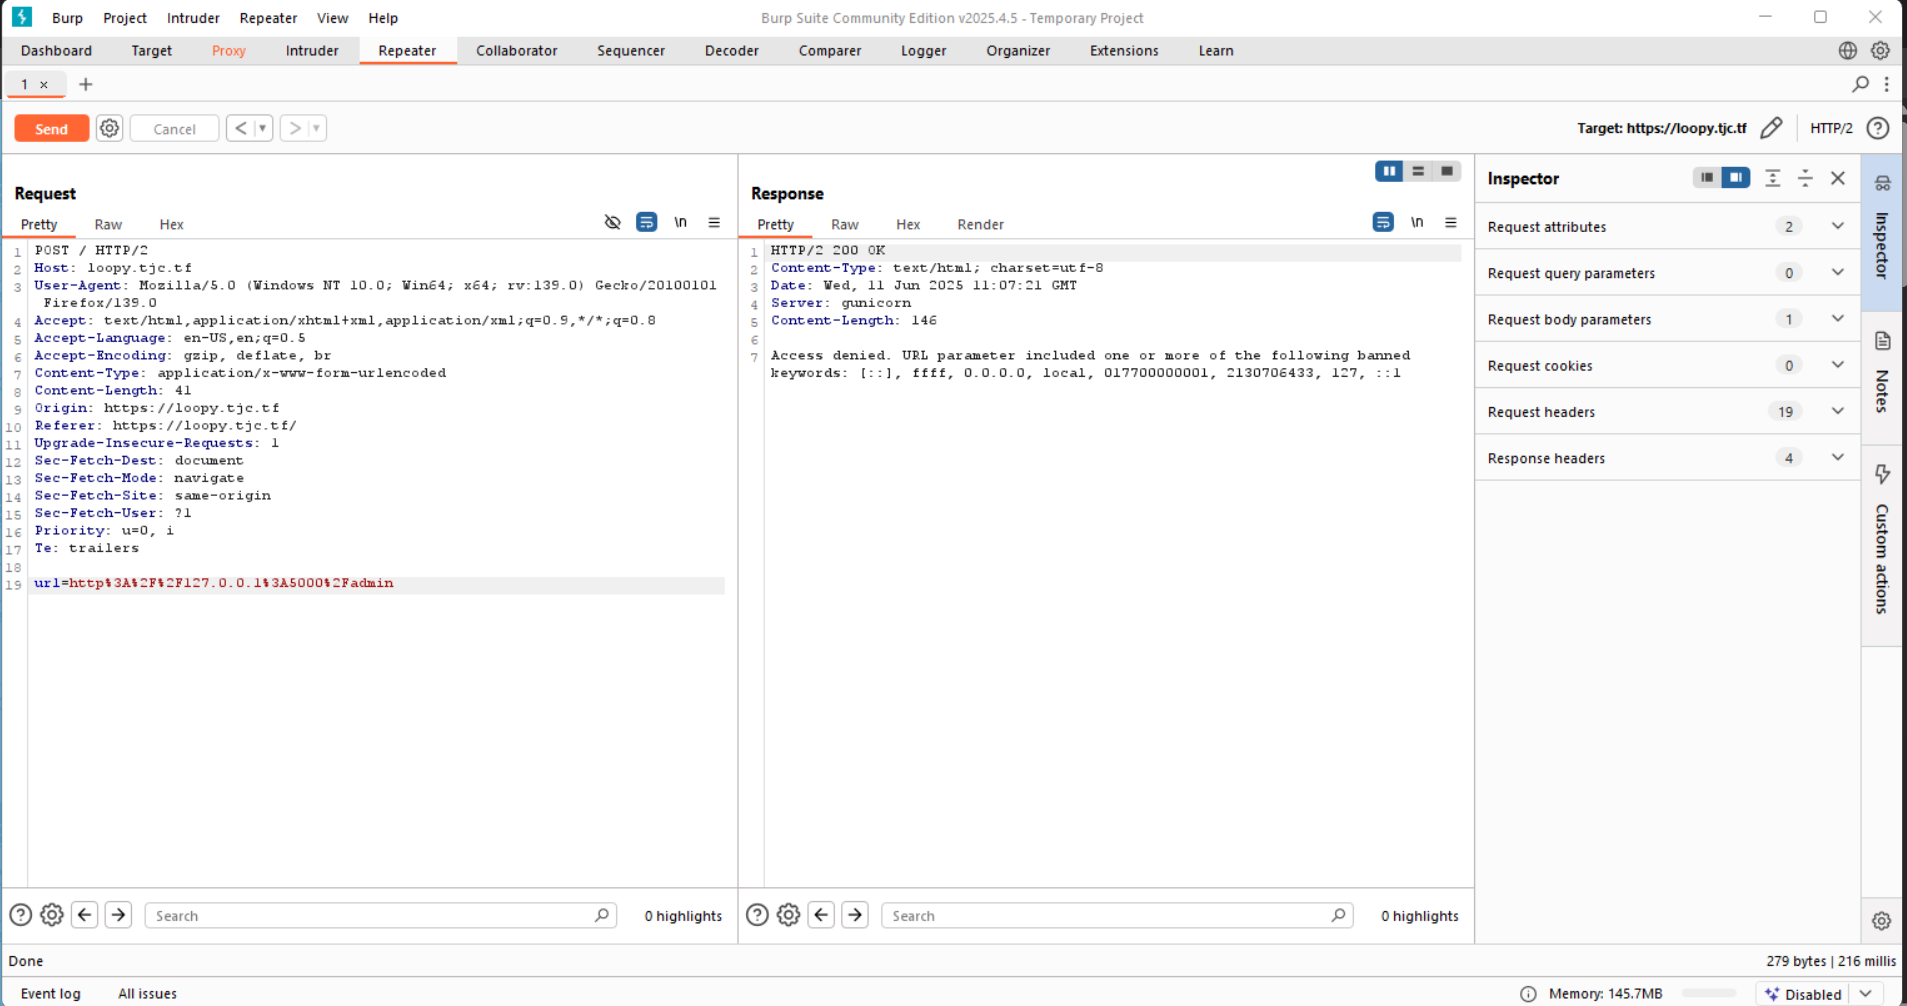 Burp Project Intruder Repeater View Help
Burp Suite Community Edition v2025.4.5 - Temporary Project
Dashboard Target Proxy Intruder Repeater Collaborator Sequencer Decoder Comparer Logger Organizer Extensions Learn
1 × +
Send Cancel < >
Target: https://loopy.tjc.tf HTTP/2
Request
Pretty Raw Hex \n
1 POST / HTTP/2
2 Host: loopy.tjc.tf
3 User-Agent: Mozilla/5.0 (Windows NT 10.0; Win64; x64; rv:139.0) Gecko/20100101
Firefox/139.0
4 Accept: text/html,application/xhtml+xml,application/xml;q=0.9,*/*;q=0.8
5 Accept-Language: en-US,en;q=0.5
6 Accept-Encoding: gzip, deflate, br
7 Content-Type: application/x-www-form-urlencoded
8 Content-Length: 41
9 Origin: https://loopy.tjc.tf
10 Referer: https://loopy.tjc.tf/
11 Upgrade-Insecure-Requests: 1
12 Sec-Fetch-Dest: document
13 Sec-Fetch-Mode: navigate
14 Sec-Fetch-Site: same-origin
15 Sec-Fetch-User: ?1
16 Priority: u=0, i
17 Te: trailers
18
19 url=http%3A%2F%2F127.0.0.1%3A5000%2Fadmin
Search
0 highlights
Response
Pretty Raw Hex Render \n
1 HTTP/2 200 OK
2 Content-Type: text/html; charset=utf-8
3 Date: Wed, 11 Jun 2025 11:07:21 GMT
4 Server: gunicorn
5 Content-Length: 146
6
7 Access denied. URL parameter included one or more of the following banned
keywords: [::], ffff, 0.0.0.0, local, 017700000001, 2130706433, 127, ::1
Search
0 highlights
Inspector
Request attributes 2
Request query parameters 0
Request body parameters 1
Request cookies 0
Request headers 19
Response headers 4
Inspector
Notes
Custom actions
Done
279 bytes | 216 millis
Event log All issues
Memory: 145.7MB
Disabled